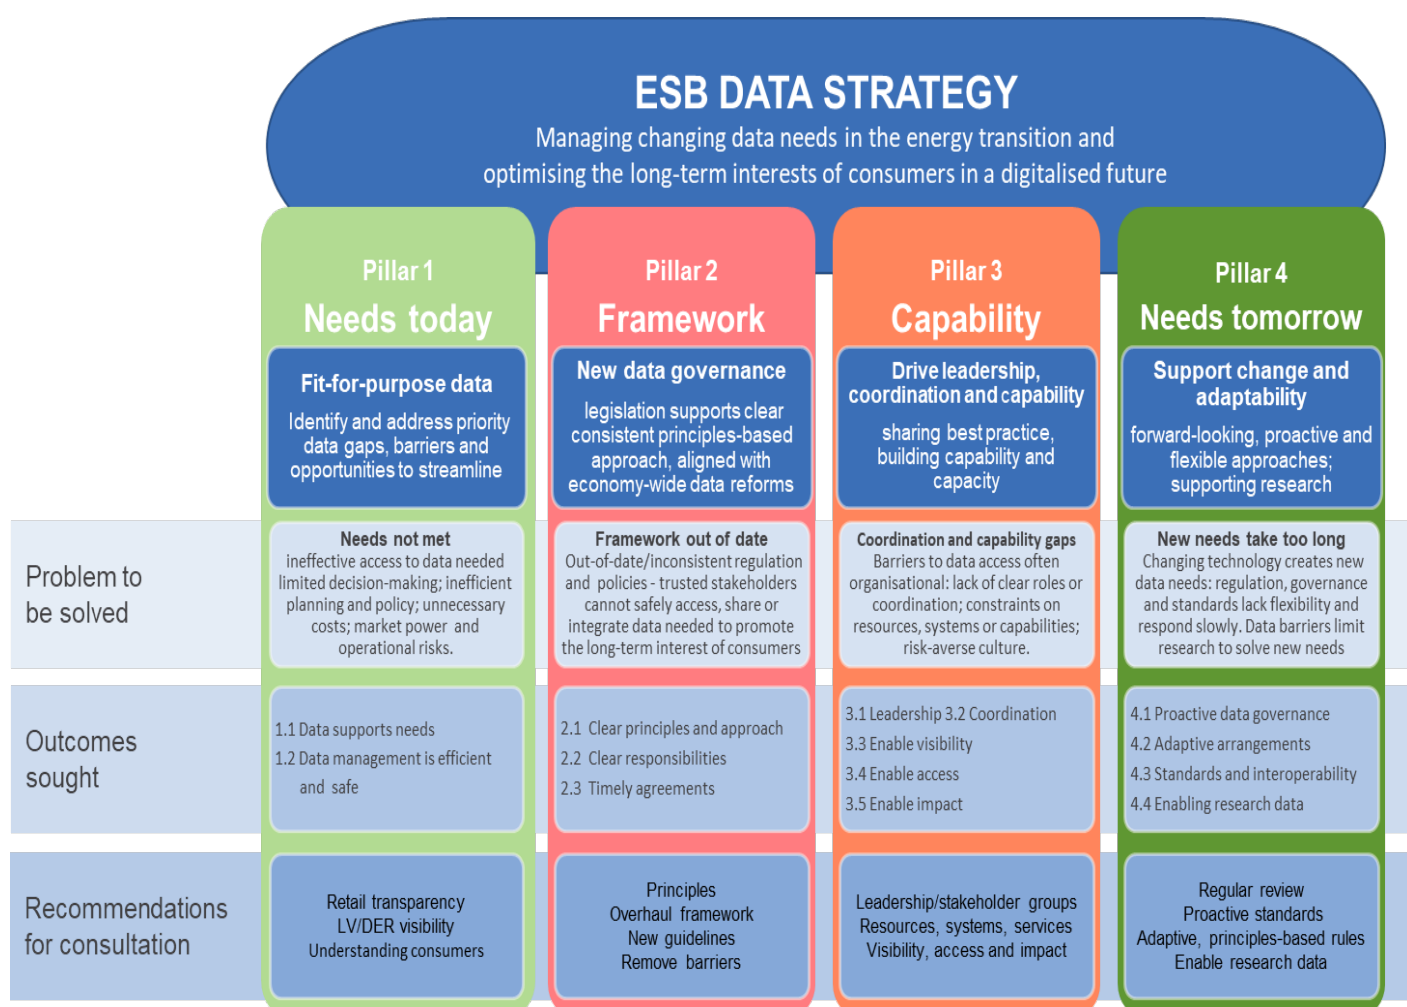 ESB DATA STRATEGY
Managing changing data needs in the energy transition and
optimising the long-term interests of consumers in a digitalised future
Pillar 1
Needs today
Fit-for-purpose data
Identify and address priority
data gaps, barriers and
opportunities to streamline
Pillar 2
Framework
New data governance
legislation supports clear
consistent principles-based
approach, aligned with
economy-wide data reforms
Pillar 3
Capability
Drive leadership,
coordination and capability
sharing best practice,
building capability and
capacity
Pillar 4
Needs tomorrow
Support change and
adaptability
forward-looking, proactive and
flexible approaches;
supporting research
Problem to
be solved
Needs not met
ineffective access to data needed
limited decision-making; inefficient
planning and policy; unnecessary
costs; market power and
operational risks.
Framework out of date
Out-of-date/inconsistent regulation
and policies - trusted stakeholders
cannot safely access, share or
integrate data needed to promote
the long-term interest of consumers
Coordination and capability gaps
Barriers to data access often
organisational: lack of clear roles or
coordination; constraints on
resources, systems or capabilities;
risk-averse culture.
New needs take too long
Changing technology creates new
data needs: regulation, governance
and standards lack flexibility and
respond slowly. Data barriers limit
research to solve new needs
Outcomes
sought
1.1 Data supports needs
1.2 Data management is efficient
and safe
2.1 Clear principles and approach
2.2 Clear responsibilities
2.3 Timely agreements
3.1 Leadership 3.2 Coordination
3.3 Enable visibility
3.4 Enable access
3.5 Enable impact
4.1 Proactive data governance
4.2 Adaptive arrangements
4.3 Standards and interoperability
4.4 Enabling research data
Recommendations
for consultation
Retail transparency
LV/DER visibility
Understanding consumers
Principles
Overhaul framework
New guidelines
Remove barriers
Leadership/stakeholder groups
Resources, systems, services
Visibility, access and impact
Regular review
Proactive standards
Adaptive, principles-based rules
Enable research data